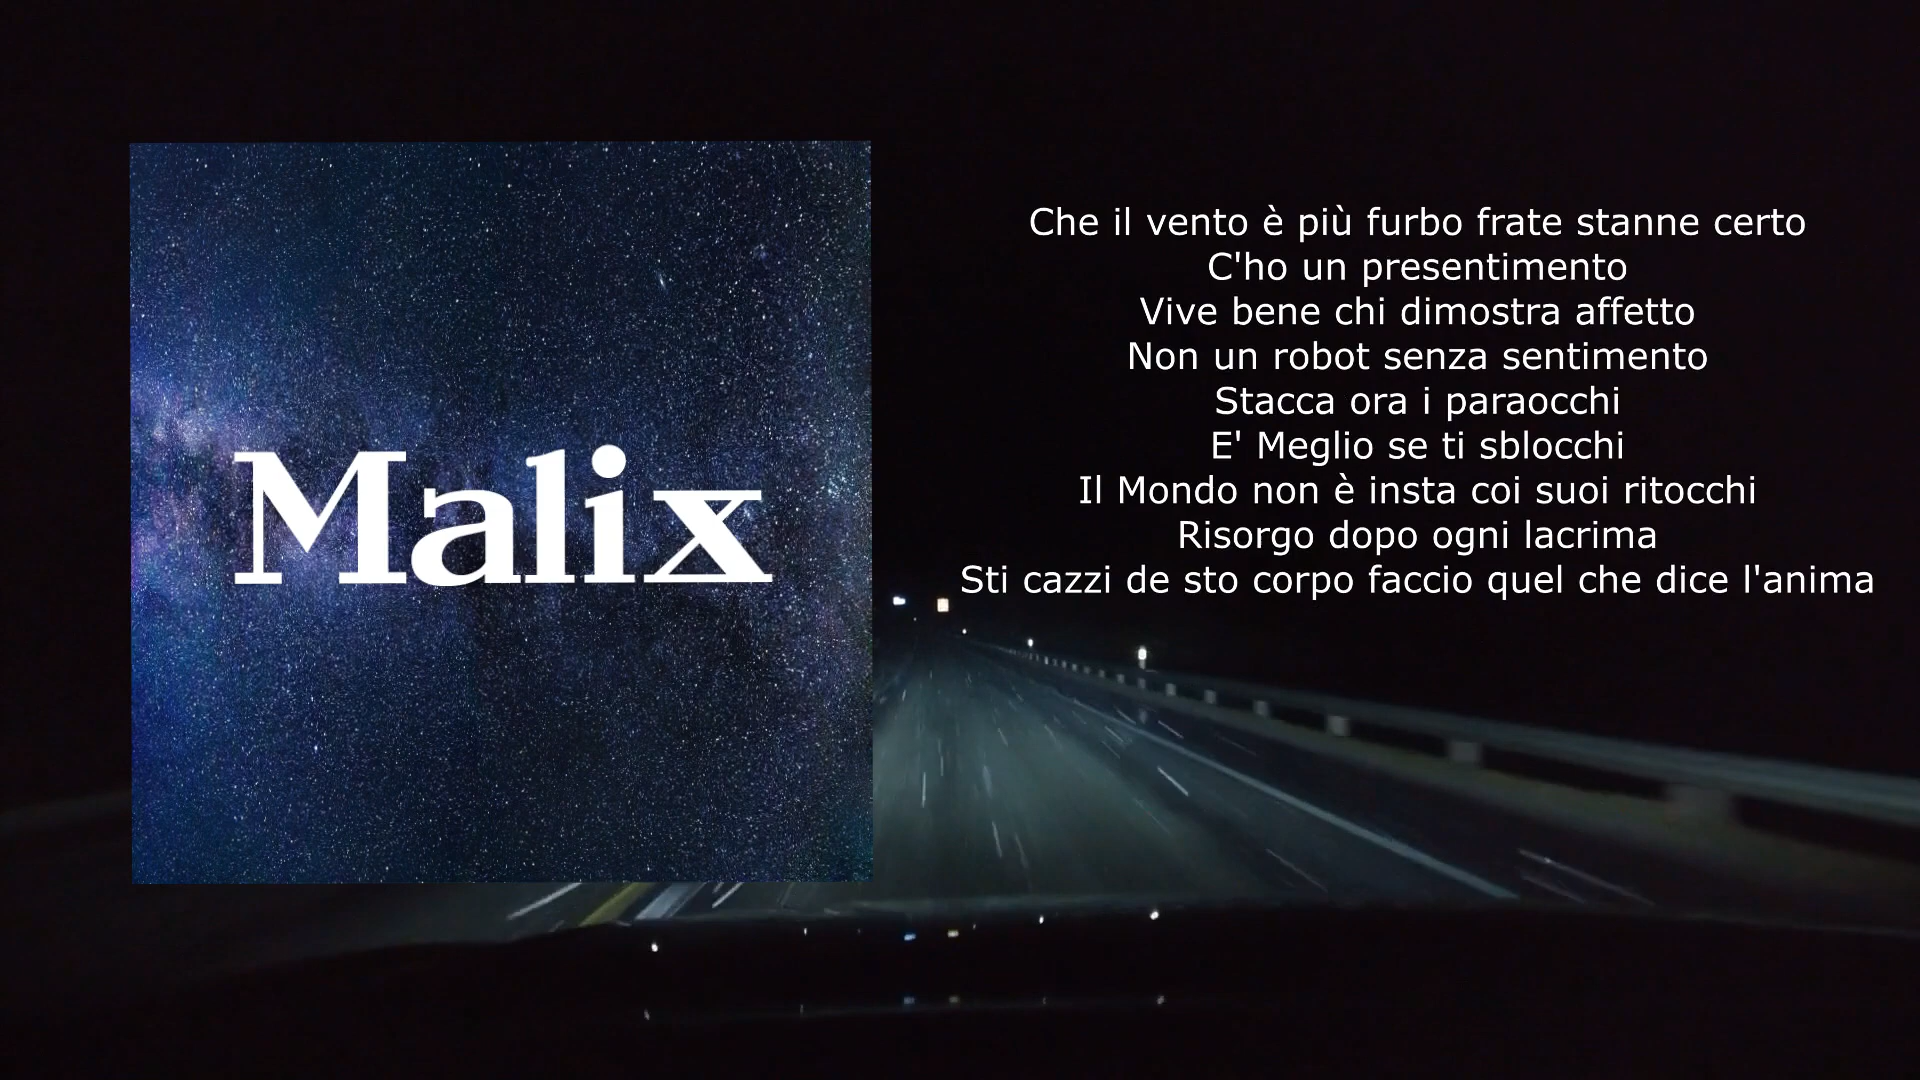 Malix
Che il vento è più furbo frate stanne certo
C'ho un presentimento
Vive bene chi dimostra affetto
Non un robot senza sentimento
Stacca ora i paraocchi
E' Meglio se ti sblocchi
Il Mondo non è insta coi suoi ritocchi
Risorgo dopo ogni lacrima
Sti cazzi de sto corpo faccio quel che dice l'anima